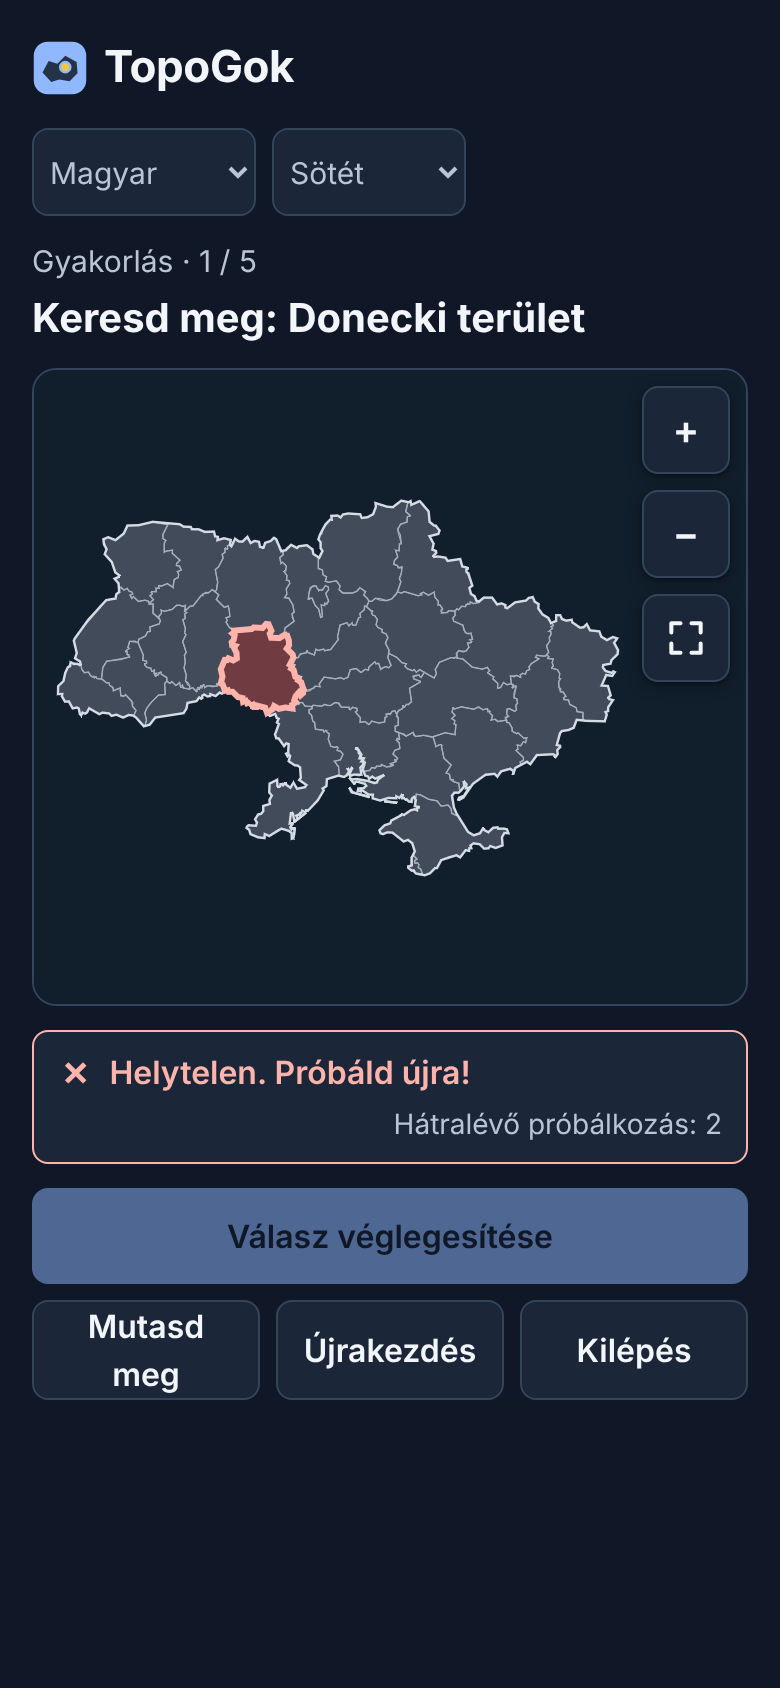 TopoGok
Magyar
Sötét
Gyakorlás · 1 / 5
Keresd meg: Donecki terület
+
−
✕ Helytelen. Próbáld újra!
Hátralévő próbálkozás: 2
Válasz véglegesítése
Mutasd
meg
Újrakezdés
Kilépés